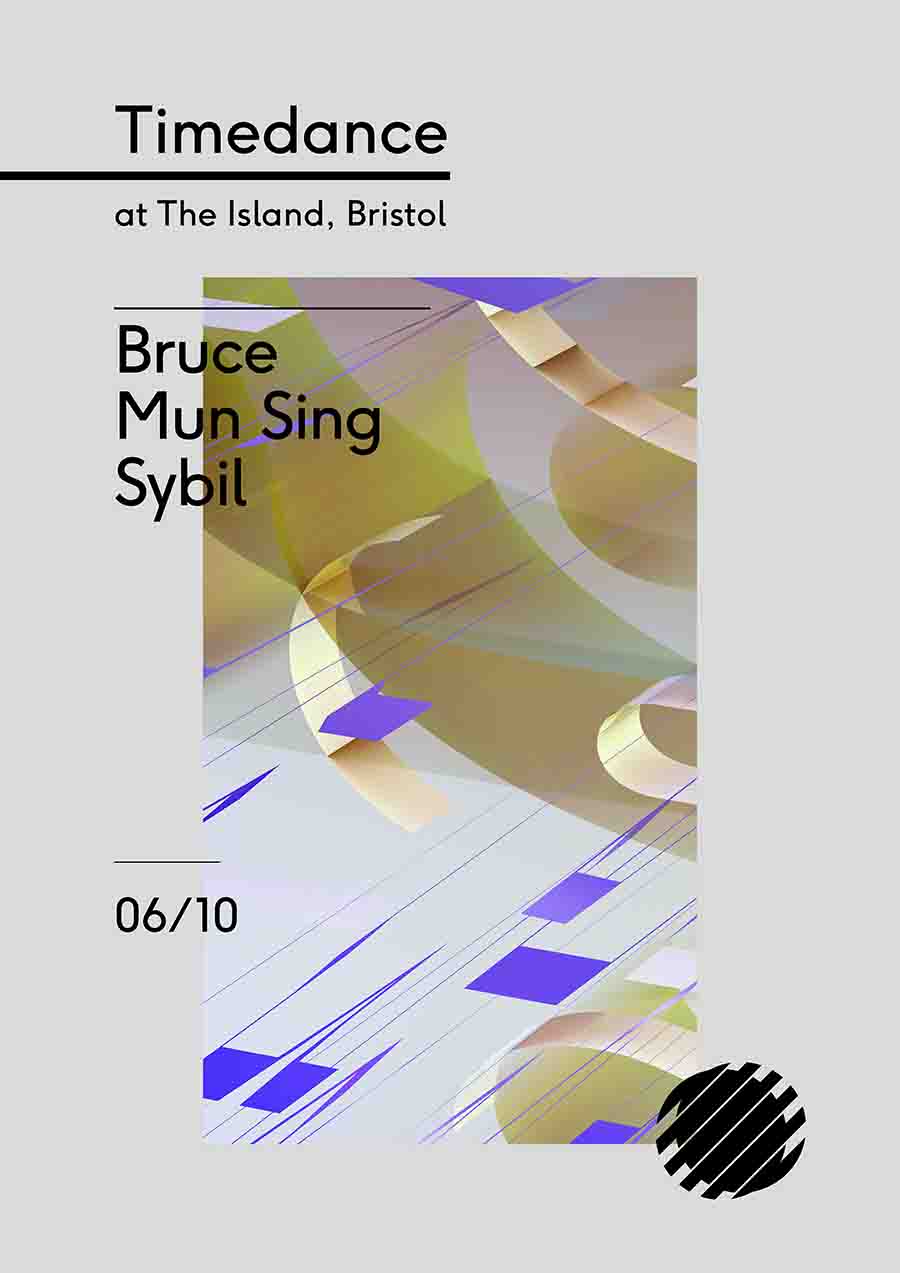 Timedance
at The Island, Bristol
Bruce
Mun Sing
Sybil
06/10